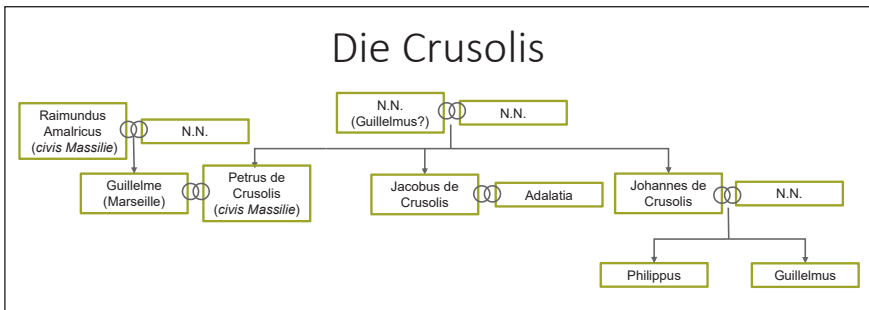 Die Crusolis
Raimundus
Amalricus
(civis Massilie)
N.N.
N.N.
(Guillelmus?)
N.N.
Guillelme
(Marseille)
Petrus de
Crusolis
(civis Massilie)
Jacobus de
Crusolis
Adalatia
Johannes de
Crusolis
N.N.
Philippus
Guillelmus